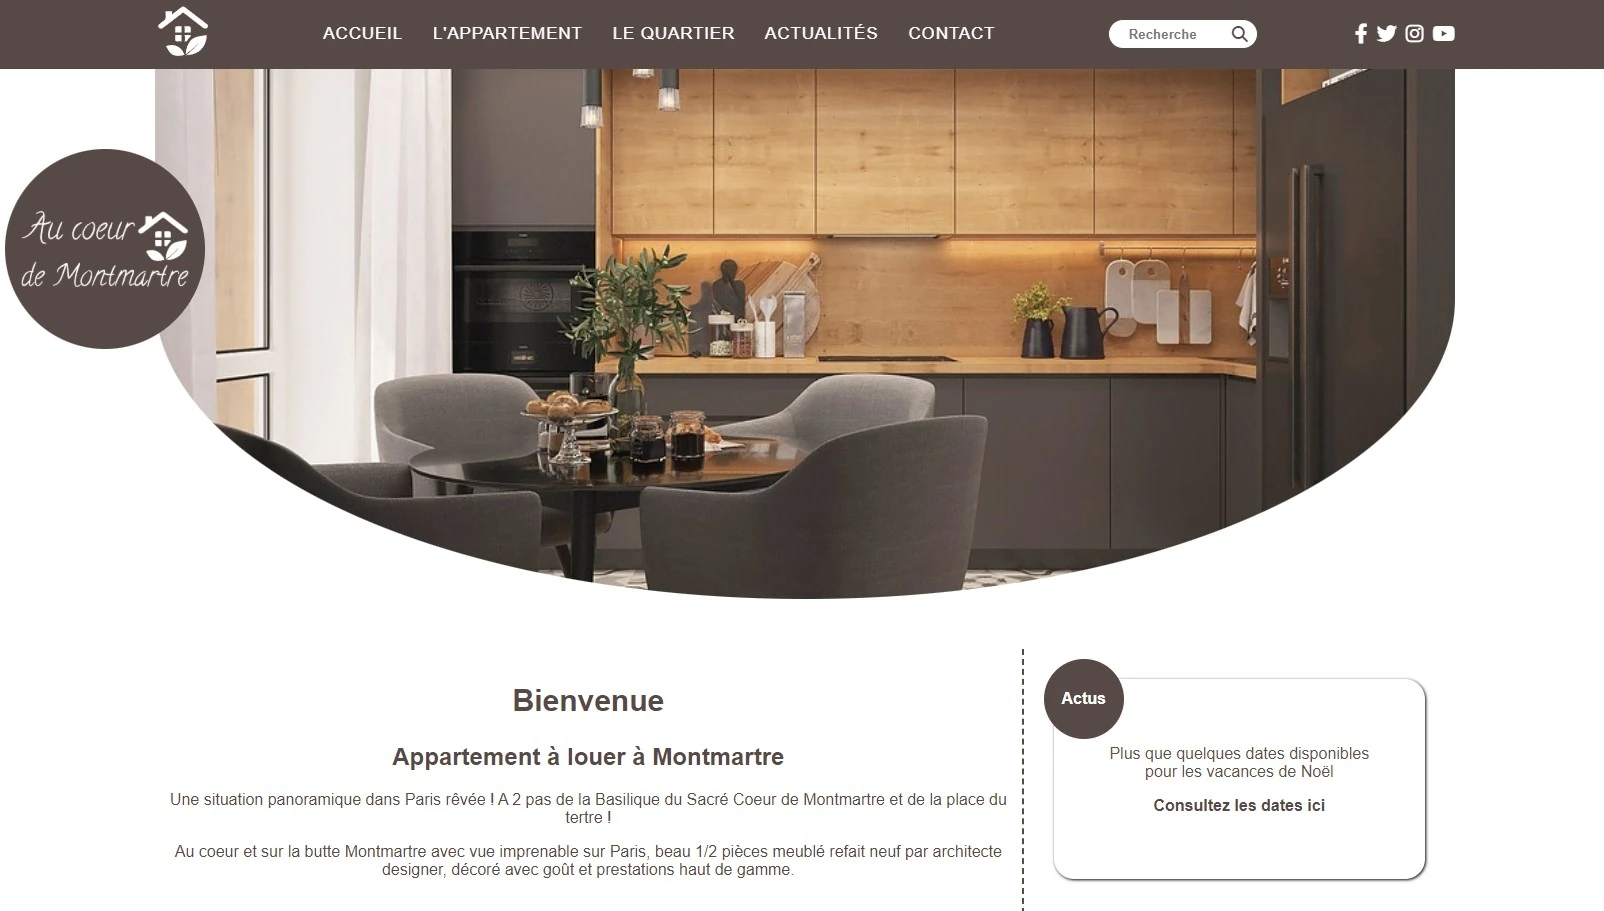 ACCUEIL L'APPARTEMENT LE QUARTIER ACTUALITÉS CONTACT Recherche
Au coeur
de Montmartre
Bienvenue
Appartement à louer à Montmartre
Une situation panoramique dans Paris rêvée ! A 2 pas de la Basilique du Sacré Coeur de Montmartre et de la place du
tertre !
Au coeur et sur la butte Montmartre avec vue imprenable sur Paris, beau 1/2 pièces meublé refait neuf par architecte
designer, décoré avec goût et prestations haut de gamme.
Actus
Plus que quelques dates disponibles
pour les vacances de Noël
Consultez les dates ici